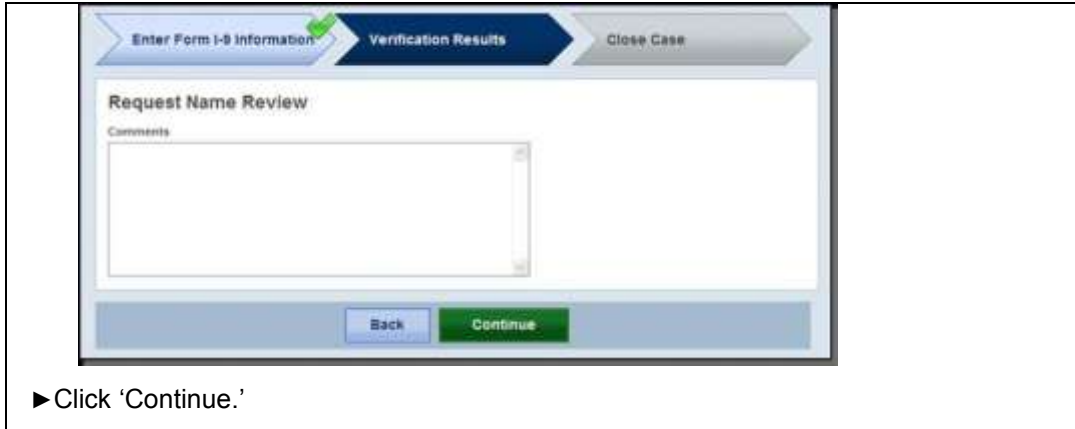 Enter Form I-9 Information Verification Results Close Case
Request Name Review
Comments
Back Continue
►Click ‘Continue.’